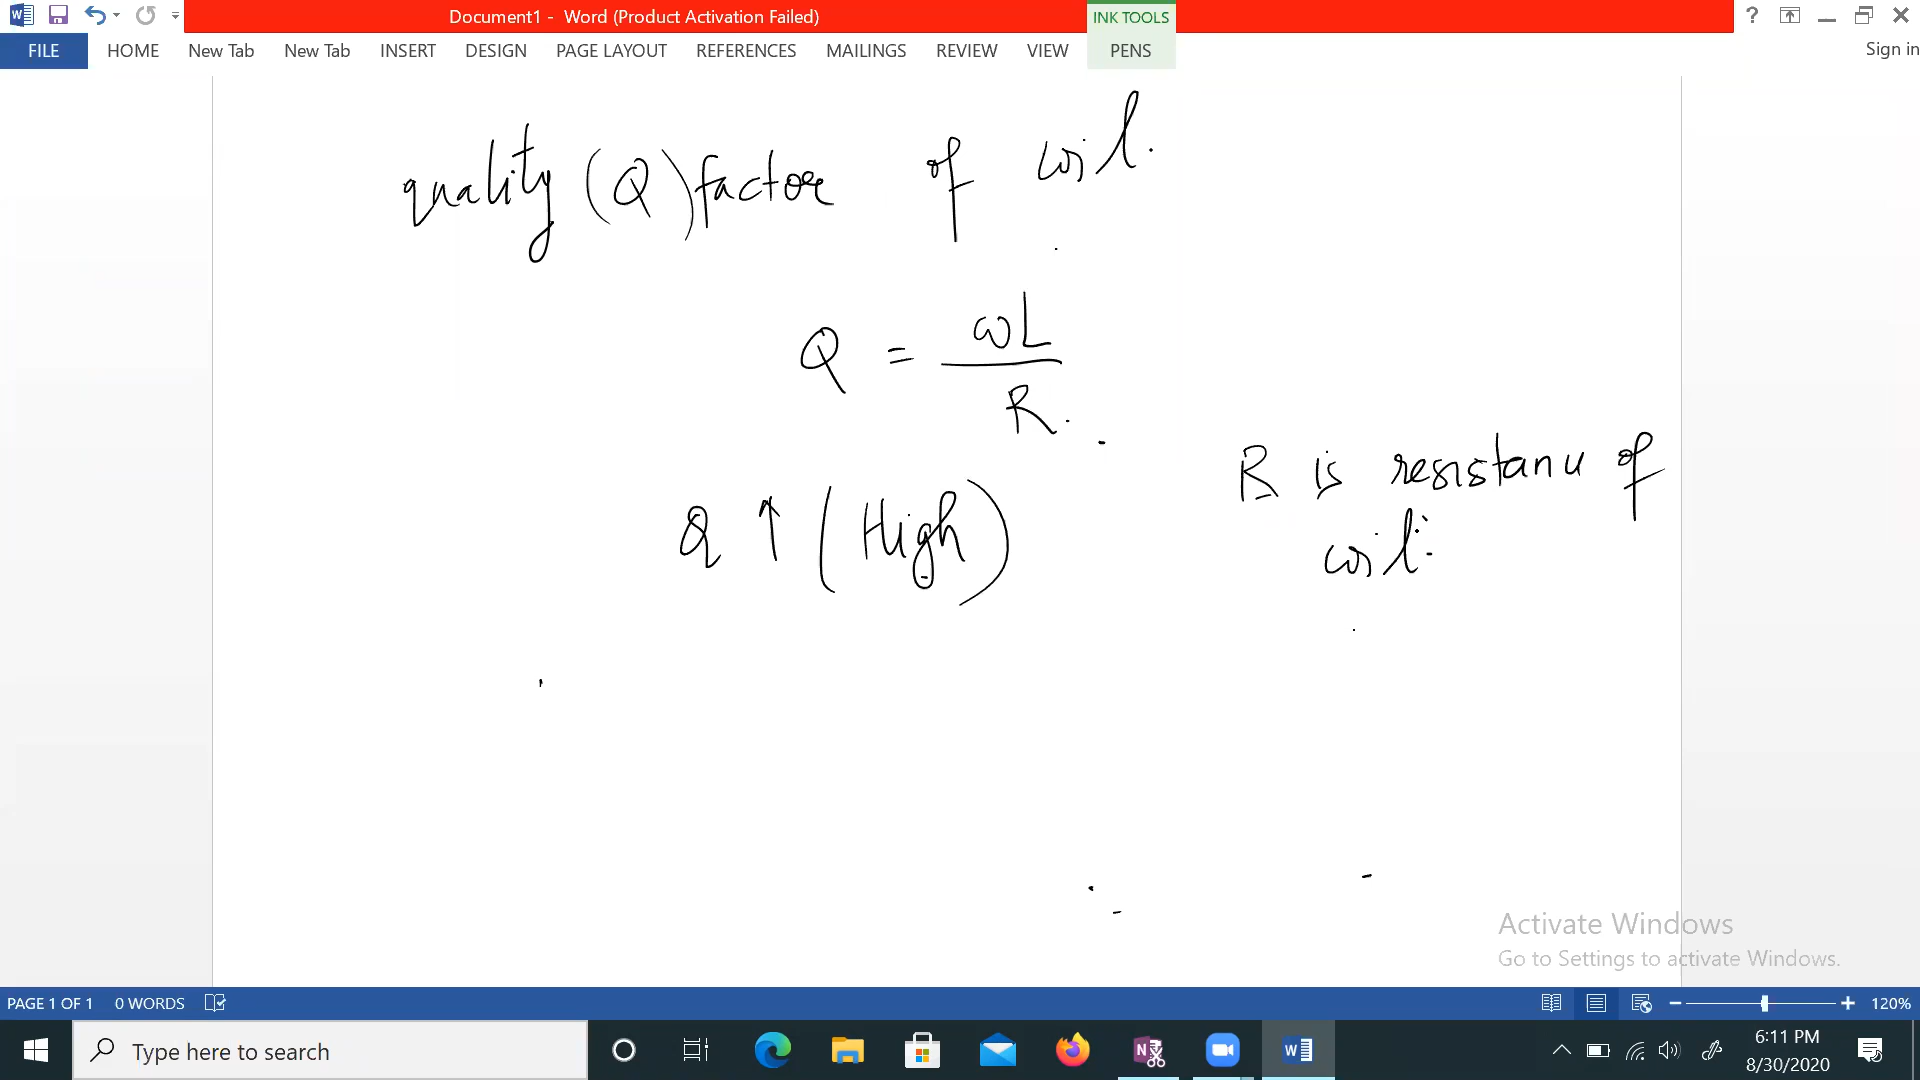 Document1 - Word (Product Activation Failed)
INK TOOLS
?
FILE HOME New Tab New Tab INSERT DESIGN PAGE LAYOUT REFERENCES MAILINGS REVIEW VIEW PENS
Sign in
quality (Q) factor of coil.
Q = ωL
R.
R is resistance of
coil.
Q ↑ (High)
Activate Windows
Go to Settings to activate Windows.
PAGE 1 OF 1 0 WORDS
120%
Type here to search
6:11 PM
8/30/2020